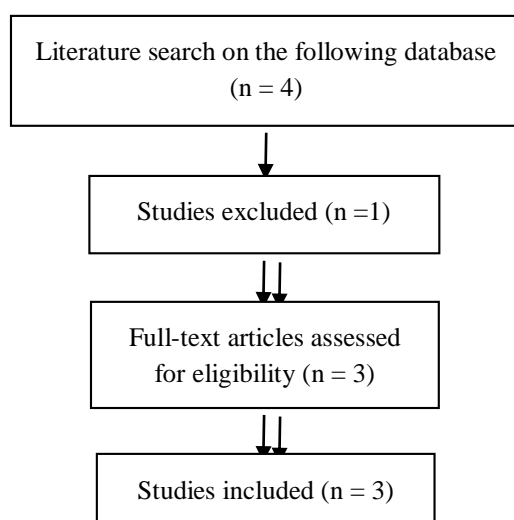 Literature search on the following database
(n = 4)
Studies excluded (n =1)
Full-text articles assessed
for eligibility (n = 3)
Studies included (n = 3)